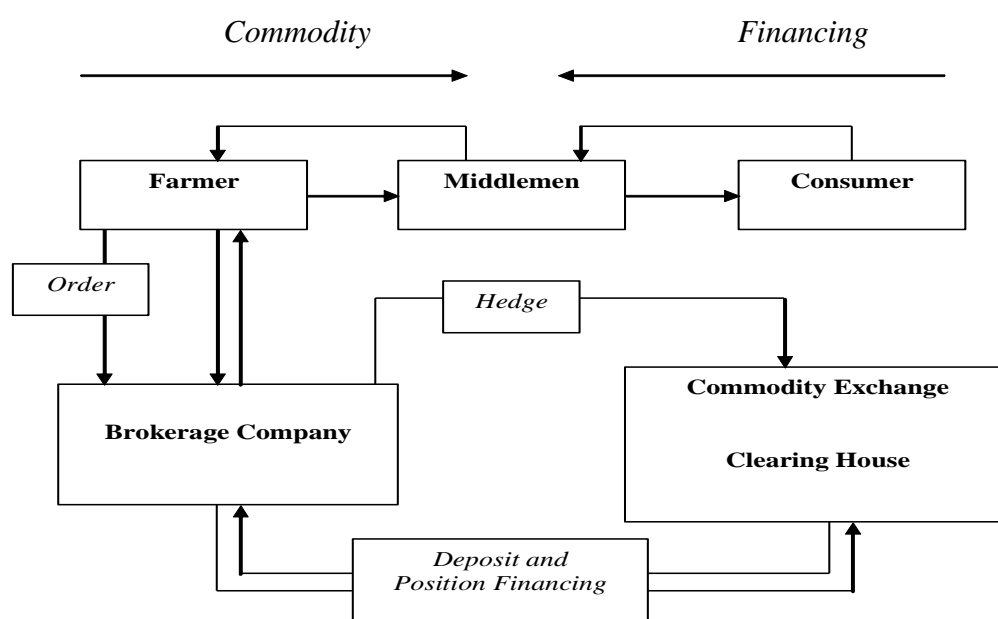 Commodity
Financing
Farmer
Middlemen
Consumer
Order
Hedge
Brokerage Company
Commodity Exchange
Clearing House
Deposit and
Position Financing